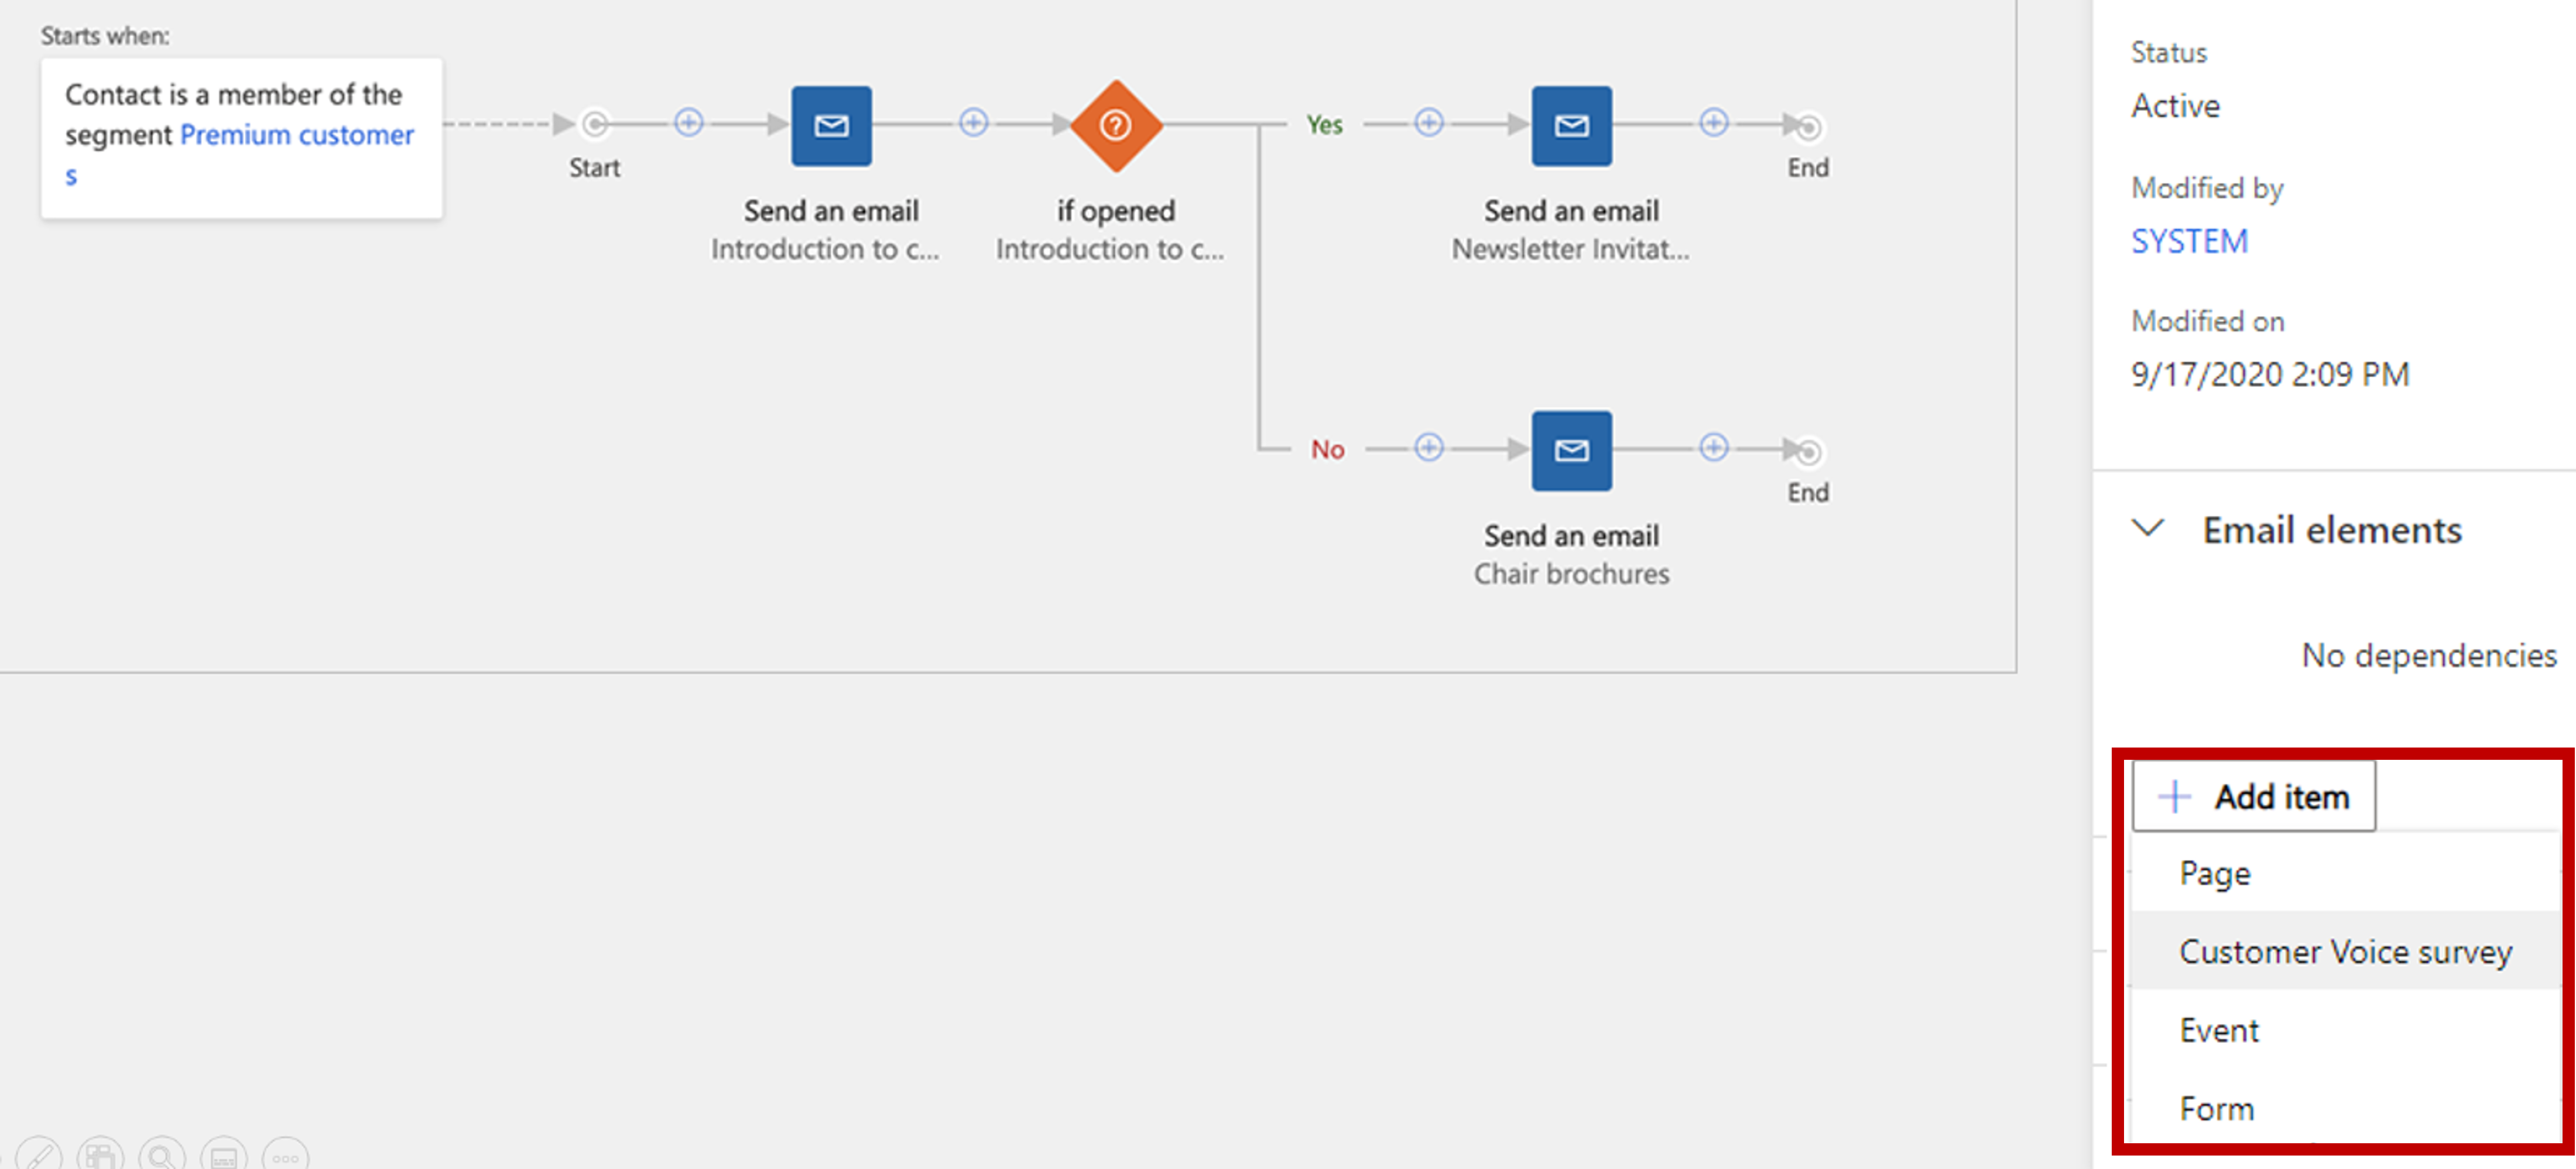 Starts when:
Contact is a member of the
segment Premium customer
s
Start
Send an email
Introduction to c...
if opened
Introduction to c...
Yes
Send an email
Newsletter Invitat...
End
No
Send an email
Chair brochures
End
Status
Active
Modified by
SYSTEM
Modified on
9/17/2020 2:09 PM
Email elements
No dependencies
+ Add item
Page
Customer Voice survey
Event
Form